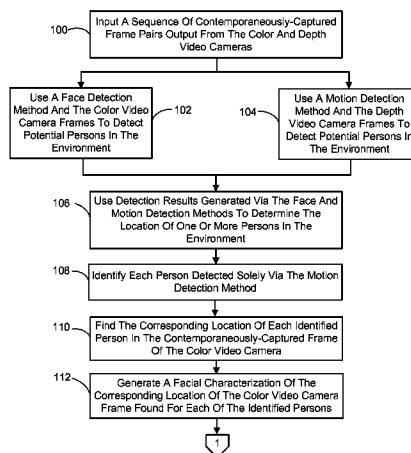 100
Input A Sequence Of Contemporaneously-Captured
Frame Pairs Output From The Color And Depth
Video Cameras
Use A Face Detection
Method And The Color Video
Camera Frames To Detect
Potential Persons In The
Environment
102
104
Use A Motion Detection
Method And The Depth
Video Camera Frames To
Detect Potential Persons In
The Environment
106
Use Detection Results Generated Via The Face And
Motion Detection Methods To Determine The
Location Of One Or More Persons In The
Environment
108
Identify Each Person Detected Solely Via The Motion
Detection Method
110
Find The Corresponding Location Of Each Identified
Person In The Contemporaneously-Captured Frame
Of The Color Video Camera
112
Generate A Facial Characterization Of The
Corresponding Location Of The Color Video Camera
Frame Found For Each Of The Identified Persons
1